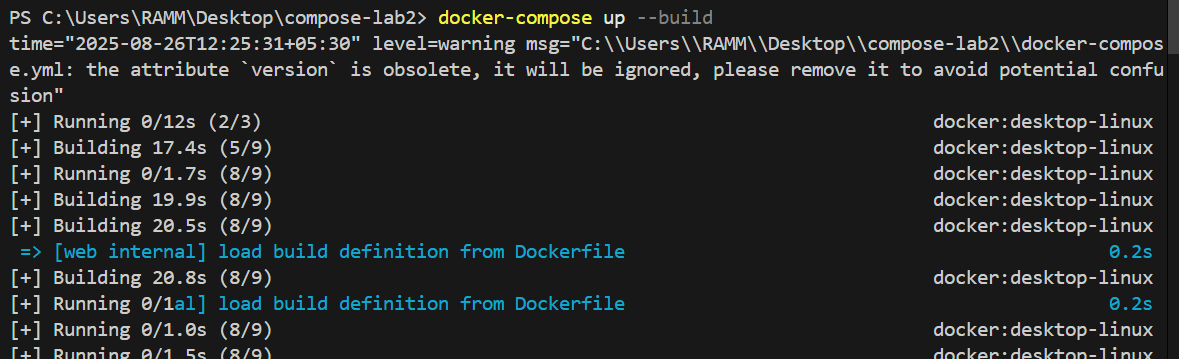 PS C:\Users\RAMM\Desktop\compose-lab2> docker-compose up --build
time="2025-08-26T12:25:31+05:30" level=warning msg="C:\\Users\\RAMM\\Desktop\\compose-lab2\\docker-compos
e.yml: the attribute `version` is obsolete, it will be ignored, please remove it to avoid potential confu
sion"
[+] Running 0/12s (2/3) docker:desktop-linux
[+] Building 17.4s (5/9) docker:desktop-linux
[+] Running 0/1.7s (8/9) docker:desktop-linux
[+] Building 19.9s (8/9) docker:desktop-linux
[+] Building 20.5s (8/9) docker:desktop-linux
=> [web internal] load build definition from Dockerfile 0.2s
[+] Building 20.8s (8/9) docker:desktop-linux
[+] Running 0/1al] load build definition from Dockerfile 0.2s
[+] Running 0/1.0s (8/9) docker:desktop-linux
[+] Running 0/1.5s (8/9) docker:desktop-linux